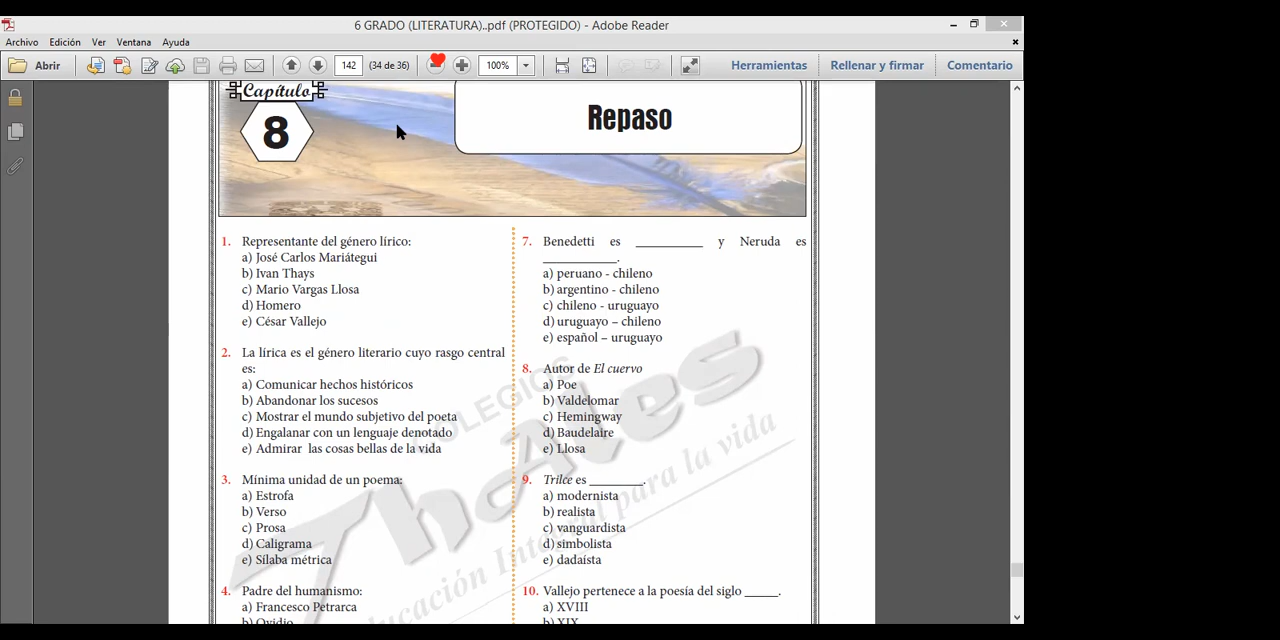 6 GRADO (LITERATURA)..pdf (PROTEGIDO) - Adobe Reader
Archivo Edición Ver Ventana Ayuda
Abrir 142 (34 de 36) 100% Herramientas Rellenar y firmar Comentario
Capítulo
8
Repaso
1. Representante del género lírico:
a) José Carlos Mariátegui
b) Ivan Thays
c) Mario Vargas Llosa
d) Homero
e) César Vallejo
2. La lírica es el género literario cuyo rasgo central
es:
a) Comunicar hechos históricos
b) Abandonar los sucesos
c) Mostrar el mundo subjetivo del poeta
d) Engalanar con un lenguaje denotado
e) Admirar las cosas bellas de la vida
3. Mínima unidad de un poema:
a) Estrofa
b) Verso
c) Prosa
d) Caligrama
e) Sílaba métrica
4. Padre del humanismo:
a) Francesco Petrarca
b) Ovidio
7. Benedetti es __________ y Neruda es
___________.
a) peruano - chileno
b) argentino - chileno
c) chileno - uruguayo
d) uruguayo – chileno
e) español – uruguayo
8. Autor de El cuervo
a) Poe
b) Valdelomar
c) Hemingway
d) Baudelaire
e) Llosa
9. Trilce es ________.
a) modernista
b) realista
c) vanguardista
d) simbolista
e) dadaísta
10. Vallejo pertenece a la poesía del siglo _____.
a) XVIII
b) XIX
COLEGIOS
Thales
Educación Integral para la vida